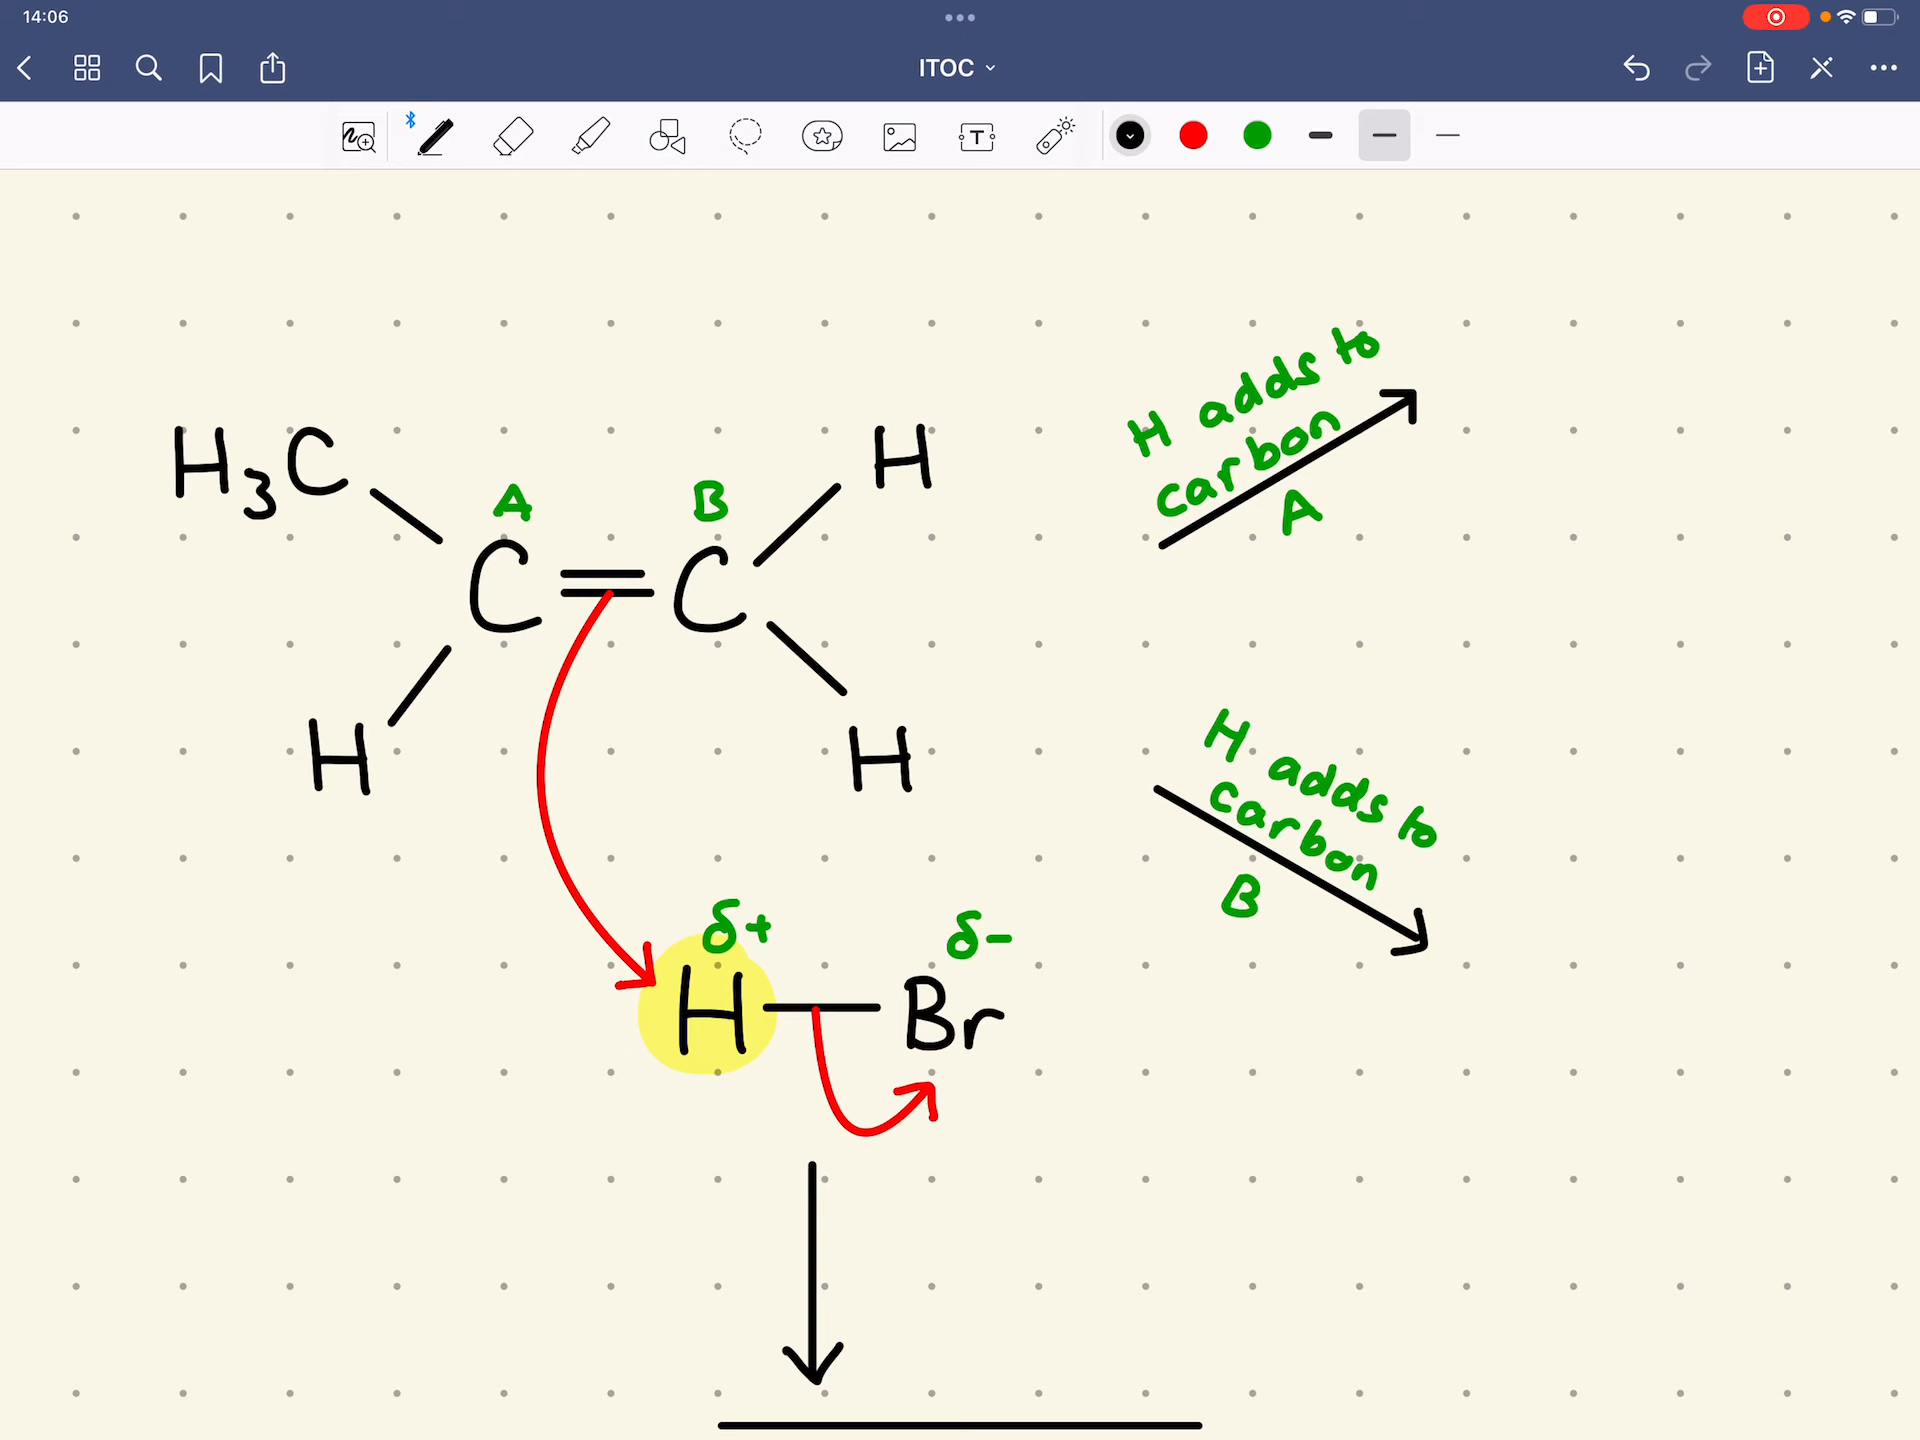 14:06
ITOC
T
H adds to
carbon
A
H₃C
A
B
H
C=C
H
H
H adds to
carbon
B
δ+
δ-
H-Br